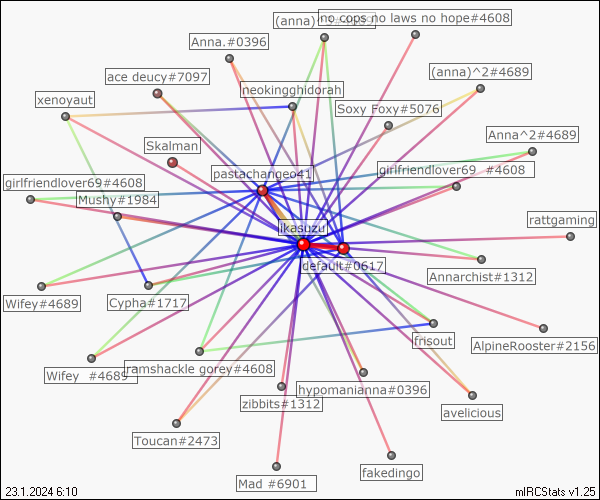 (anna)^3#4689
no cops no laws no hope#4608
Anna.#0396
ace deucy#7097
(anna)^2#4689
xenoyaut
neokingghidorah
Soxy Foxy#5076
Anna^2#4689
Skalman
pastachangeo41
girlfriendlover69 #4608
girlfriendlover69#4608
Mushy#1984
rattgaming
ikasuzu
default#0617
Annarchist#1312
Wifey#4689
Cypha#1717
frisout
AlpineRooster#2156
Wifey #4689
ramshackle gorey#4608
hypomanianna#0396
zibbits#1312
avelicious
Toucan#2473
Mad #6901
fakedingo
23.1.2024 6:10
mIRCStats v1.25